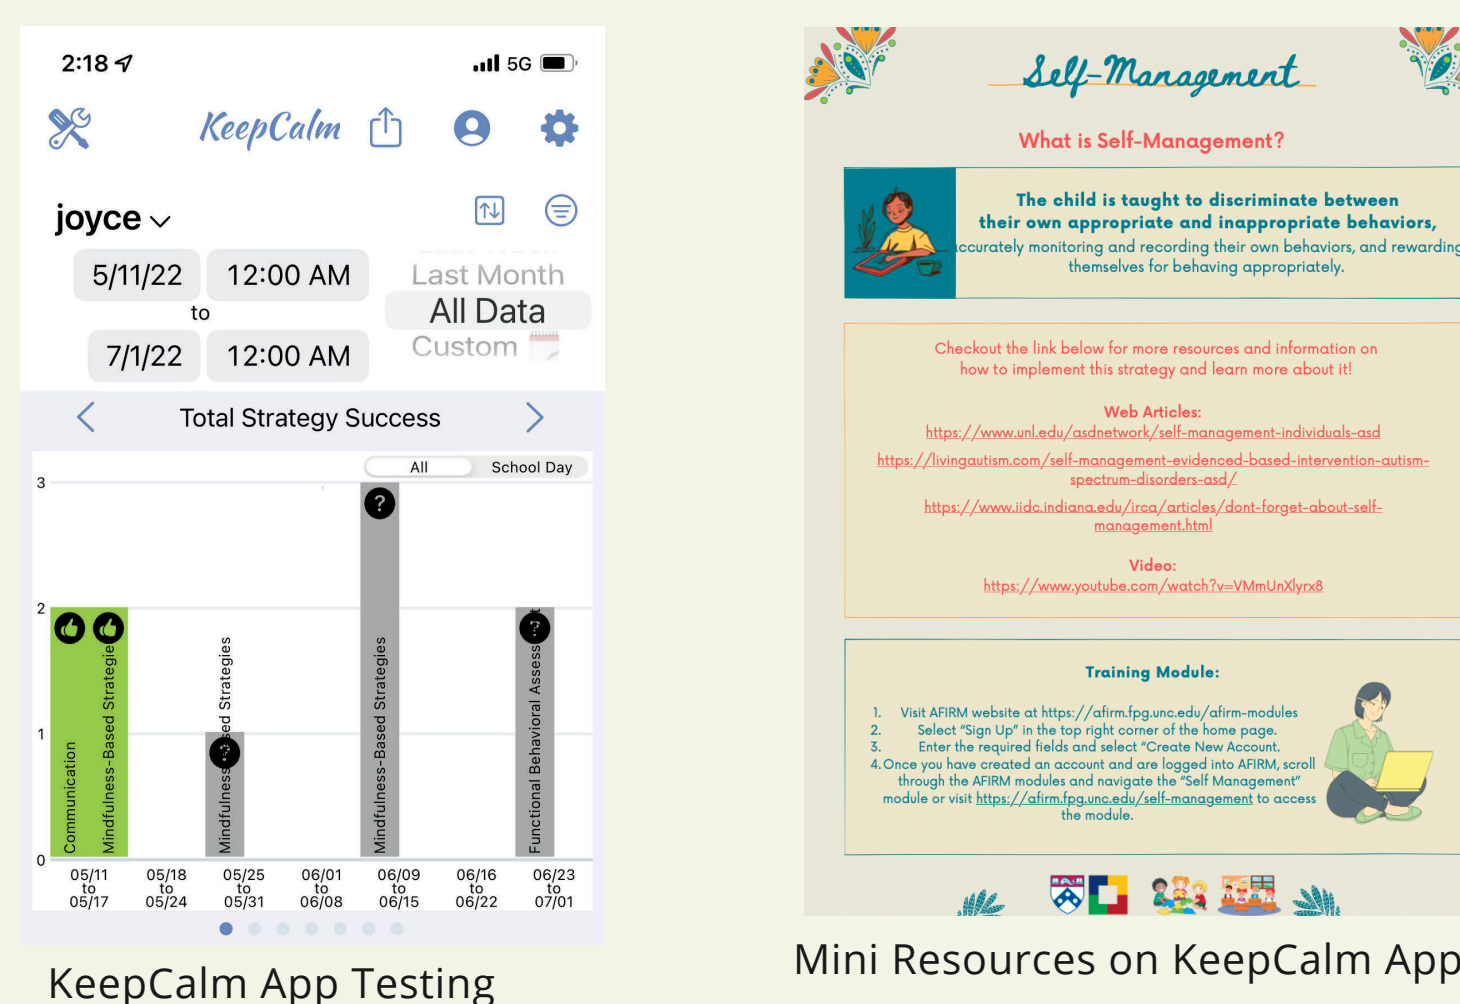 2:18
5G
KeepCalm
joyce
5/11/22 12:00 AM
to
7/1/22 12:00 AM
Last Week
Last Month
All Data
Custom
Total Strategy Success
All School Day
3
2
1
0
Communication
Mindfulness-Based Strategie
Mindfulness-Based Strategies
Mindfulness-Based Strategies
Functional Behavioral Assess
05/11 to 05/17
05/18 to 05/24
05/25 to 05/31
06/01 to 06/08
06/09 to 06/15
06/16 to 06/22
06/23 to 07/01
KeepCalm App Testing
Self-Management
What is Self-Management?
The child is taught to discriminate between
their own appropriate and inappropriate behaviors,
accurately monitoring and recording their own behaviors, and rewarding
themselves for behaving appropriately.
Checkout the link below for more resources and information on
how to implement this strategy and learn more about it!
Web Articles:
https://www.unl.edu/asdnetwork/self-management-individuals-asd
https://livingautism.com/self-management-evidenced-based-intervention-autism-
spectrum-disorders-asd/
https://www.iidc.indiana.edu/irca/articles/dont-forget-about-self-
management.html
Video:
https://www.youtube.com/watch?v=VMmUnXlyrx8
Training Module:
1. Visit AFIRM website at https://afirm.fpg.unc.edu/afirm-modules
2. Select “Sign Up” in the top right corner of the home page.
3. Enter the required fields and select “Create New Account.
4. Once you have created an account and are logged into AFIRM, scroll
through the AFIRM modules and navigate the “Self Management”
module or visit https://afirm.fpg.unc.edu/self-management to access
the module.
Mini Resources on KeepCalm App